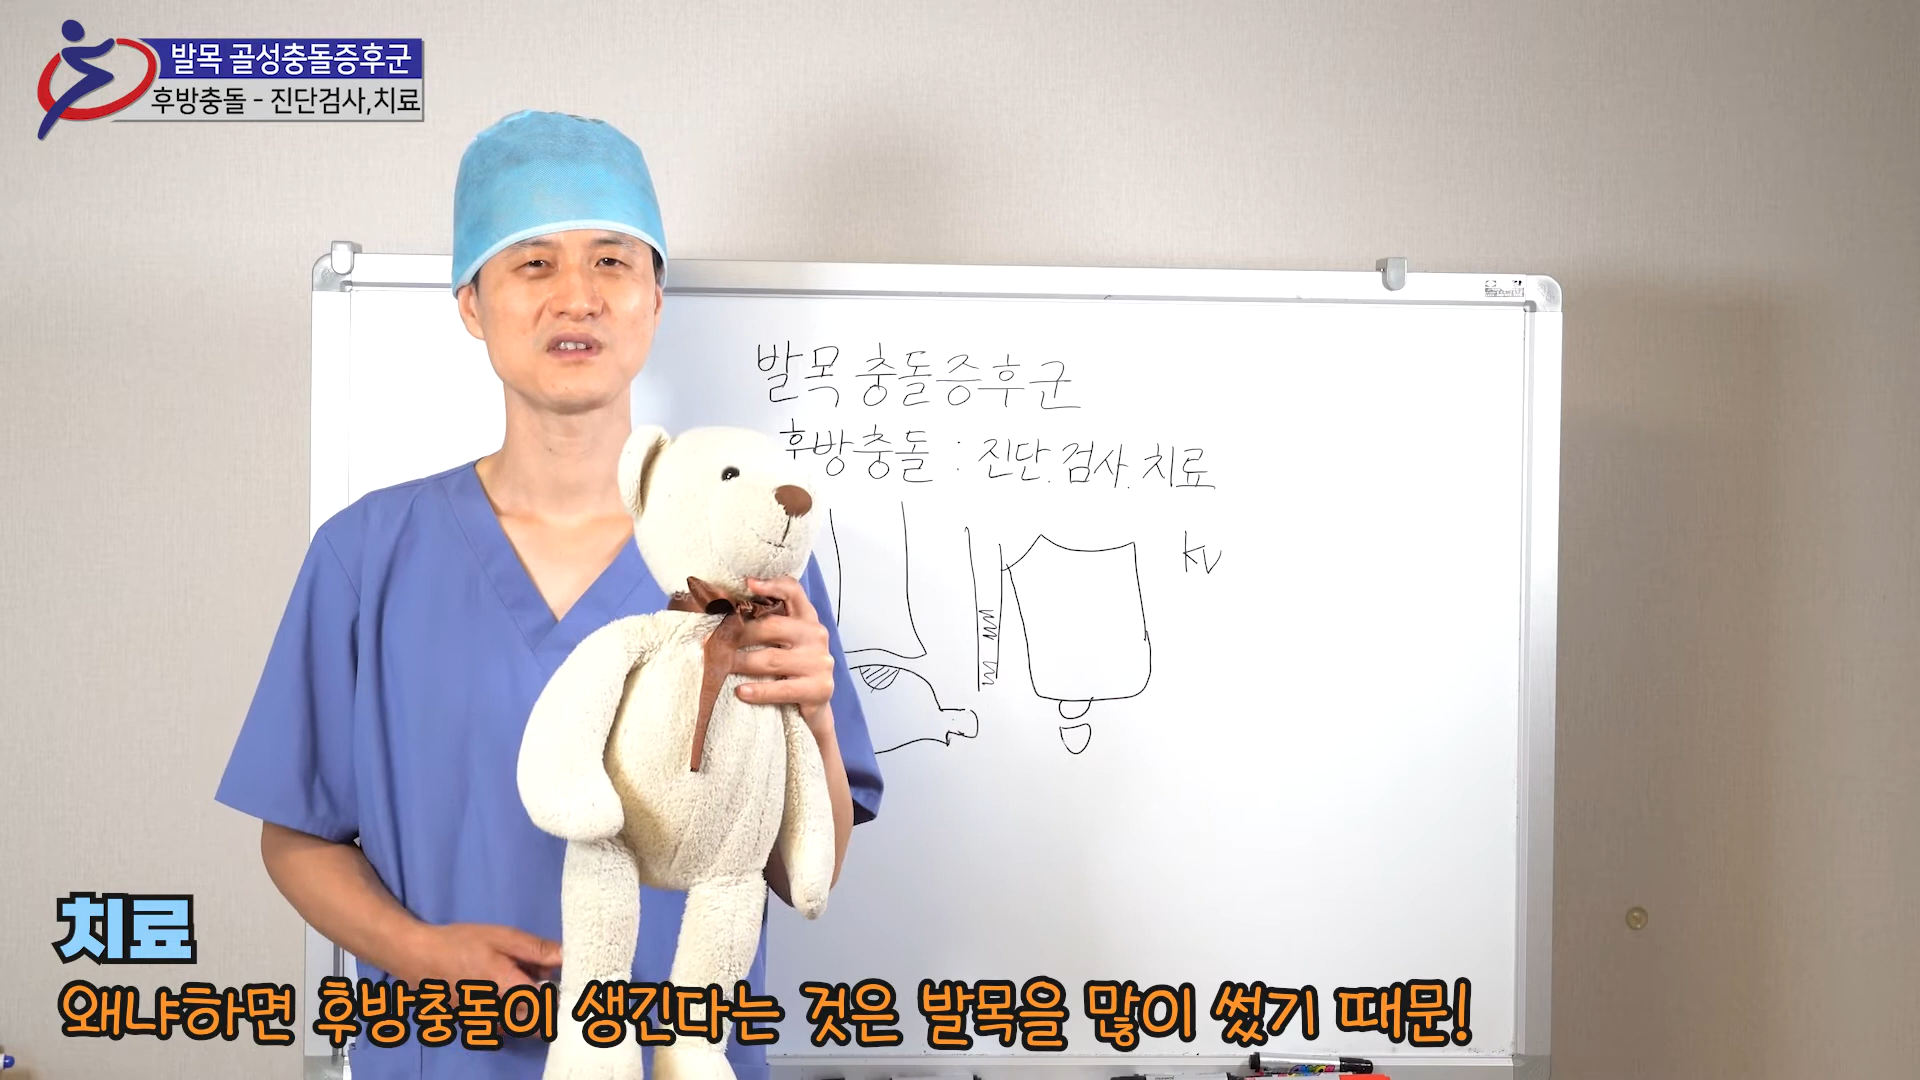 발목 골성충돌증후군
후방충돌 - 진단검사,치료
발목 충돌증후군
후방충돌 : 진단.검사.치료
KV
치료
왜냐하면 후방충돌이 생긴다는 것은 발목을 많이 썼기 때문!